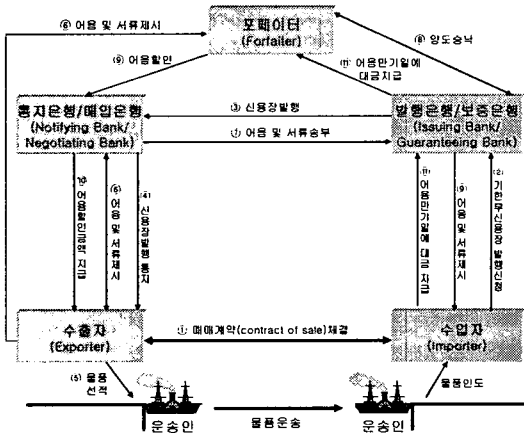 ⑥ 어음 및 서류제시
포페이터
(Forfaiter)
⑧ 양도승낙
⑨ 어음할인
⑪ 어음만기일에
대금지급
통지은행/매입은행
(Notifying Bank/
Negotiating Bank)
③ 신용장발행
⑦ 어음 및 서류송부
발행은행/보증은행
(Issuing Bank/
Guaranteeing Bank)
⑩ 어음할인금액 지급
⑥ 어음 및 서류제시
④ 신용장발행 통지
⑪ 어음만기일에 대금 지급
⑨ 어음 및 서류제시
② 기한부신용장 발행신청
수출자
(Exporter)
① 매매계약(contract of sale)체결
수입자
(Importer)
⑤ 물품
선적
물품인도
운송인
물품운송
운송인